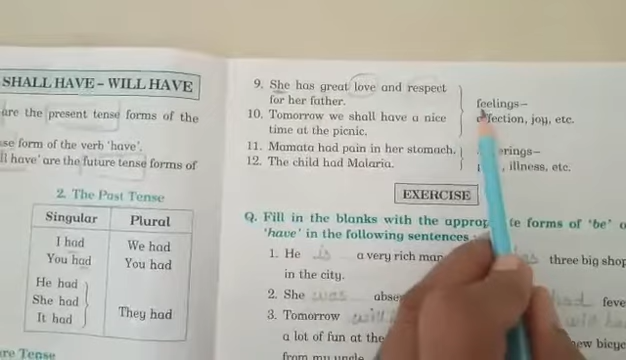 SHALL HAVE – WILL HAVE
are the present tense forms of the
se form of the verb 'have'.
ll have' are the future tense forms of
2. The Past Tense
Singular Plural
I had We had
You had You had
He had
She had They had
It had
re Tense
9. She has great love and respect
for her father.
10. Tomorrow we shall have a nice
time at the picnic.
11. Mamata had pain in her stomach.
12. The child had Malaria.
feelings–
affection, joy, etc.
erings–
, illness, etc.
EXERCISE
Q. Fill in the blanks with the approp te forms of 'be' o
'have' in the following sentences
1. He is a very rich man
in the city.
has three big shop
2. She was abse
had feve
3. Tomorrow will
a lot of fun at the
from my uncle
ew bicyc